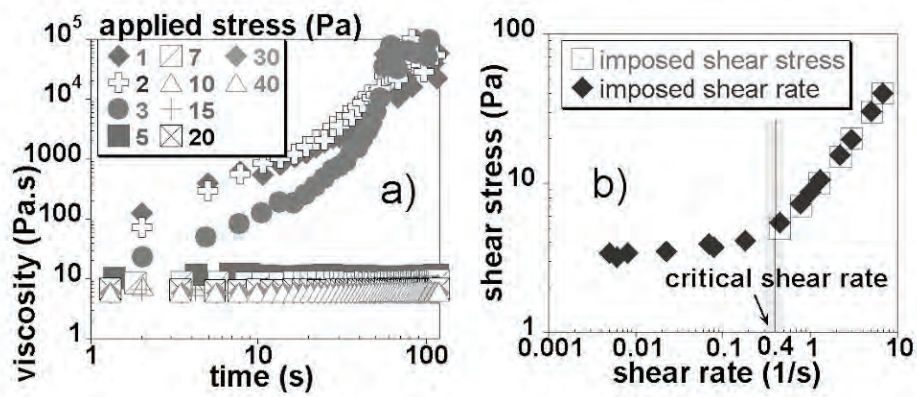 applied stress (Pa)
1 7 30
2 10 40
3 15
5 20
10⁵
10⁴
1000
100
10
1
viscosity (Pa.s)
a)
1 10 100
time (s)
imposed shear stress
imposed shear rate
100
10
1
shear stress (Pa)
b)
critical shear rate
0.001 0.01 0.1 0.4 1 10
shear rate (1/s)